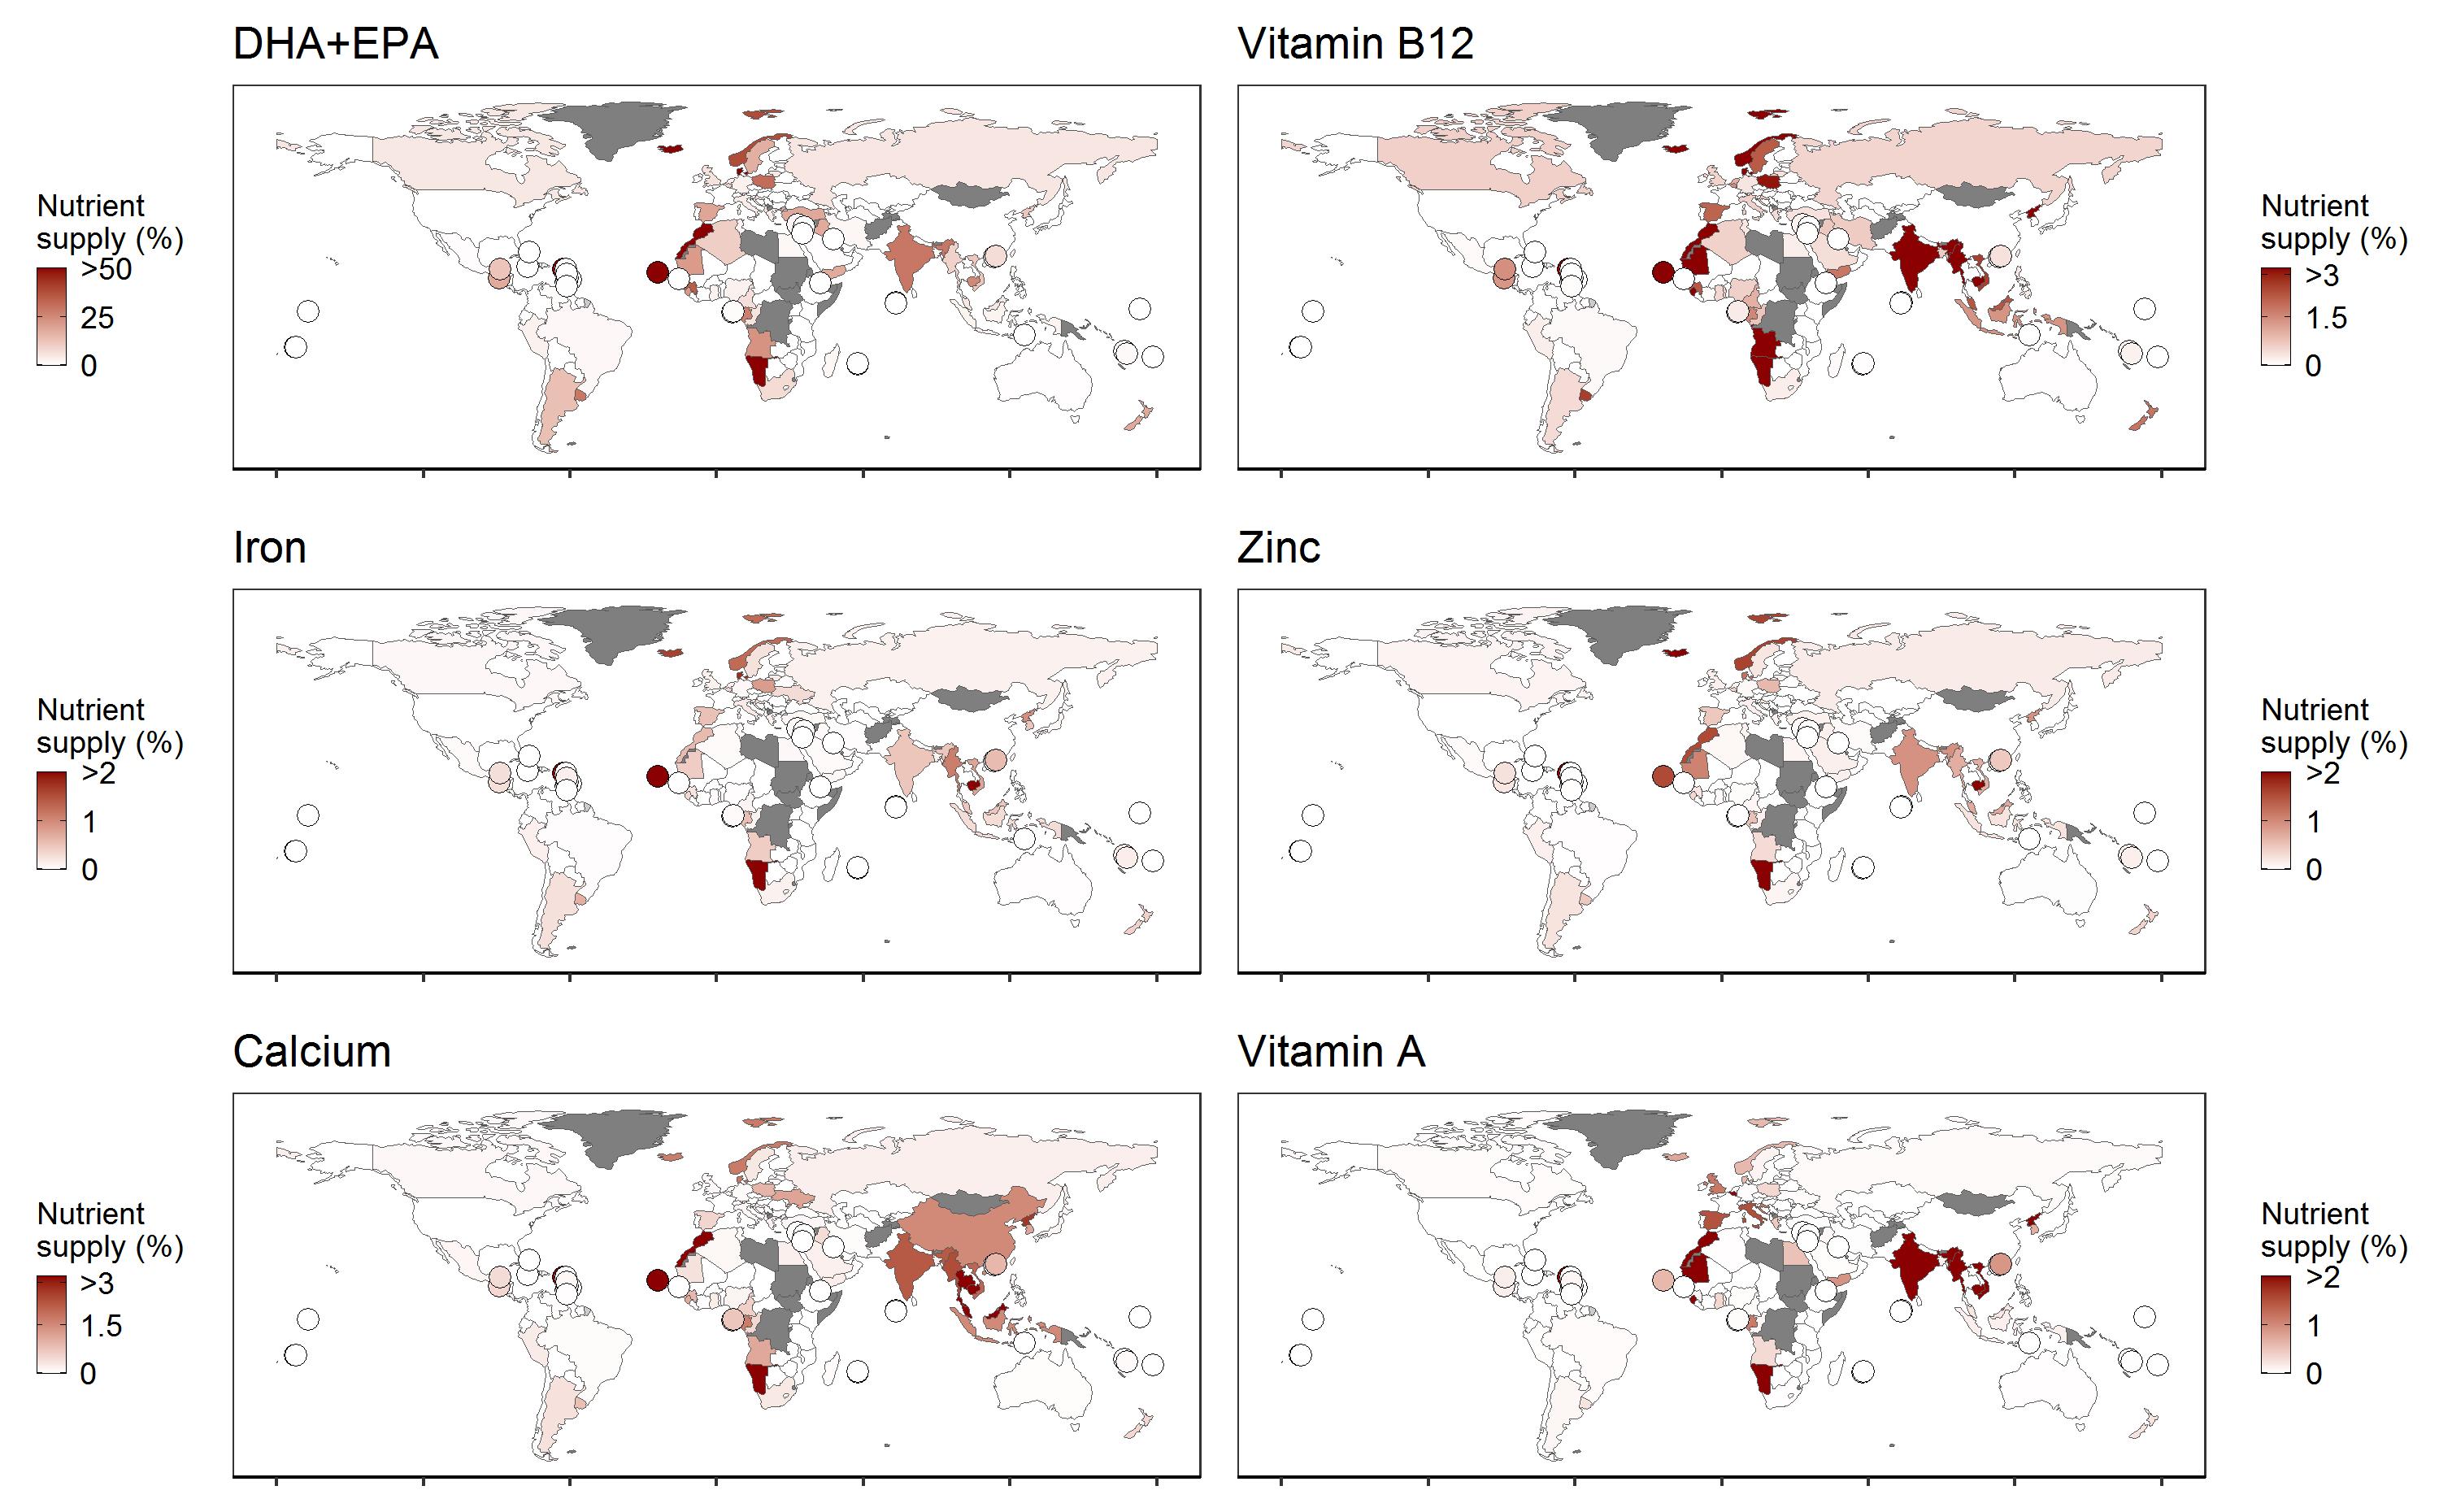 DHA+EPA
Nutrient
supply (%)
>50
25
0
Vitamin B12
Nutrient
supply (%)
>3
1.5
0
Iron
Nutrient
supply (%)
>2
1
0
Zinc
Nutrient
supply (%)
>2
1
0
Calcium
Nutrient
supply (%)
>3
1.5
0
Vitamin A
Nutrient
supply (%)
>2
1
0